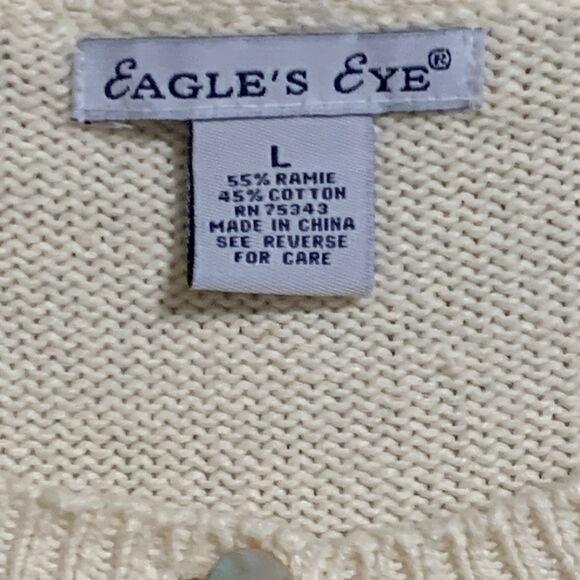 EAGLE'S EYE®
L
55% RAMIE
45% COTTON
RN 75343
MADE IN CHINA
SEE REVERSE
FOR CARE